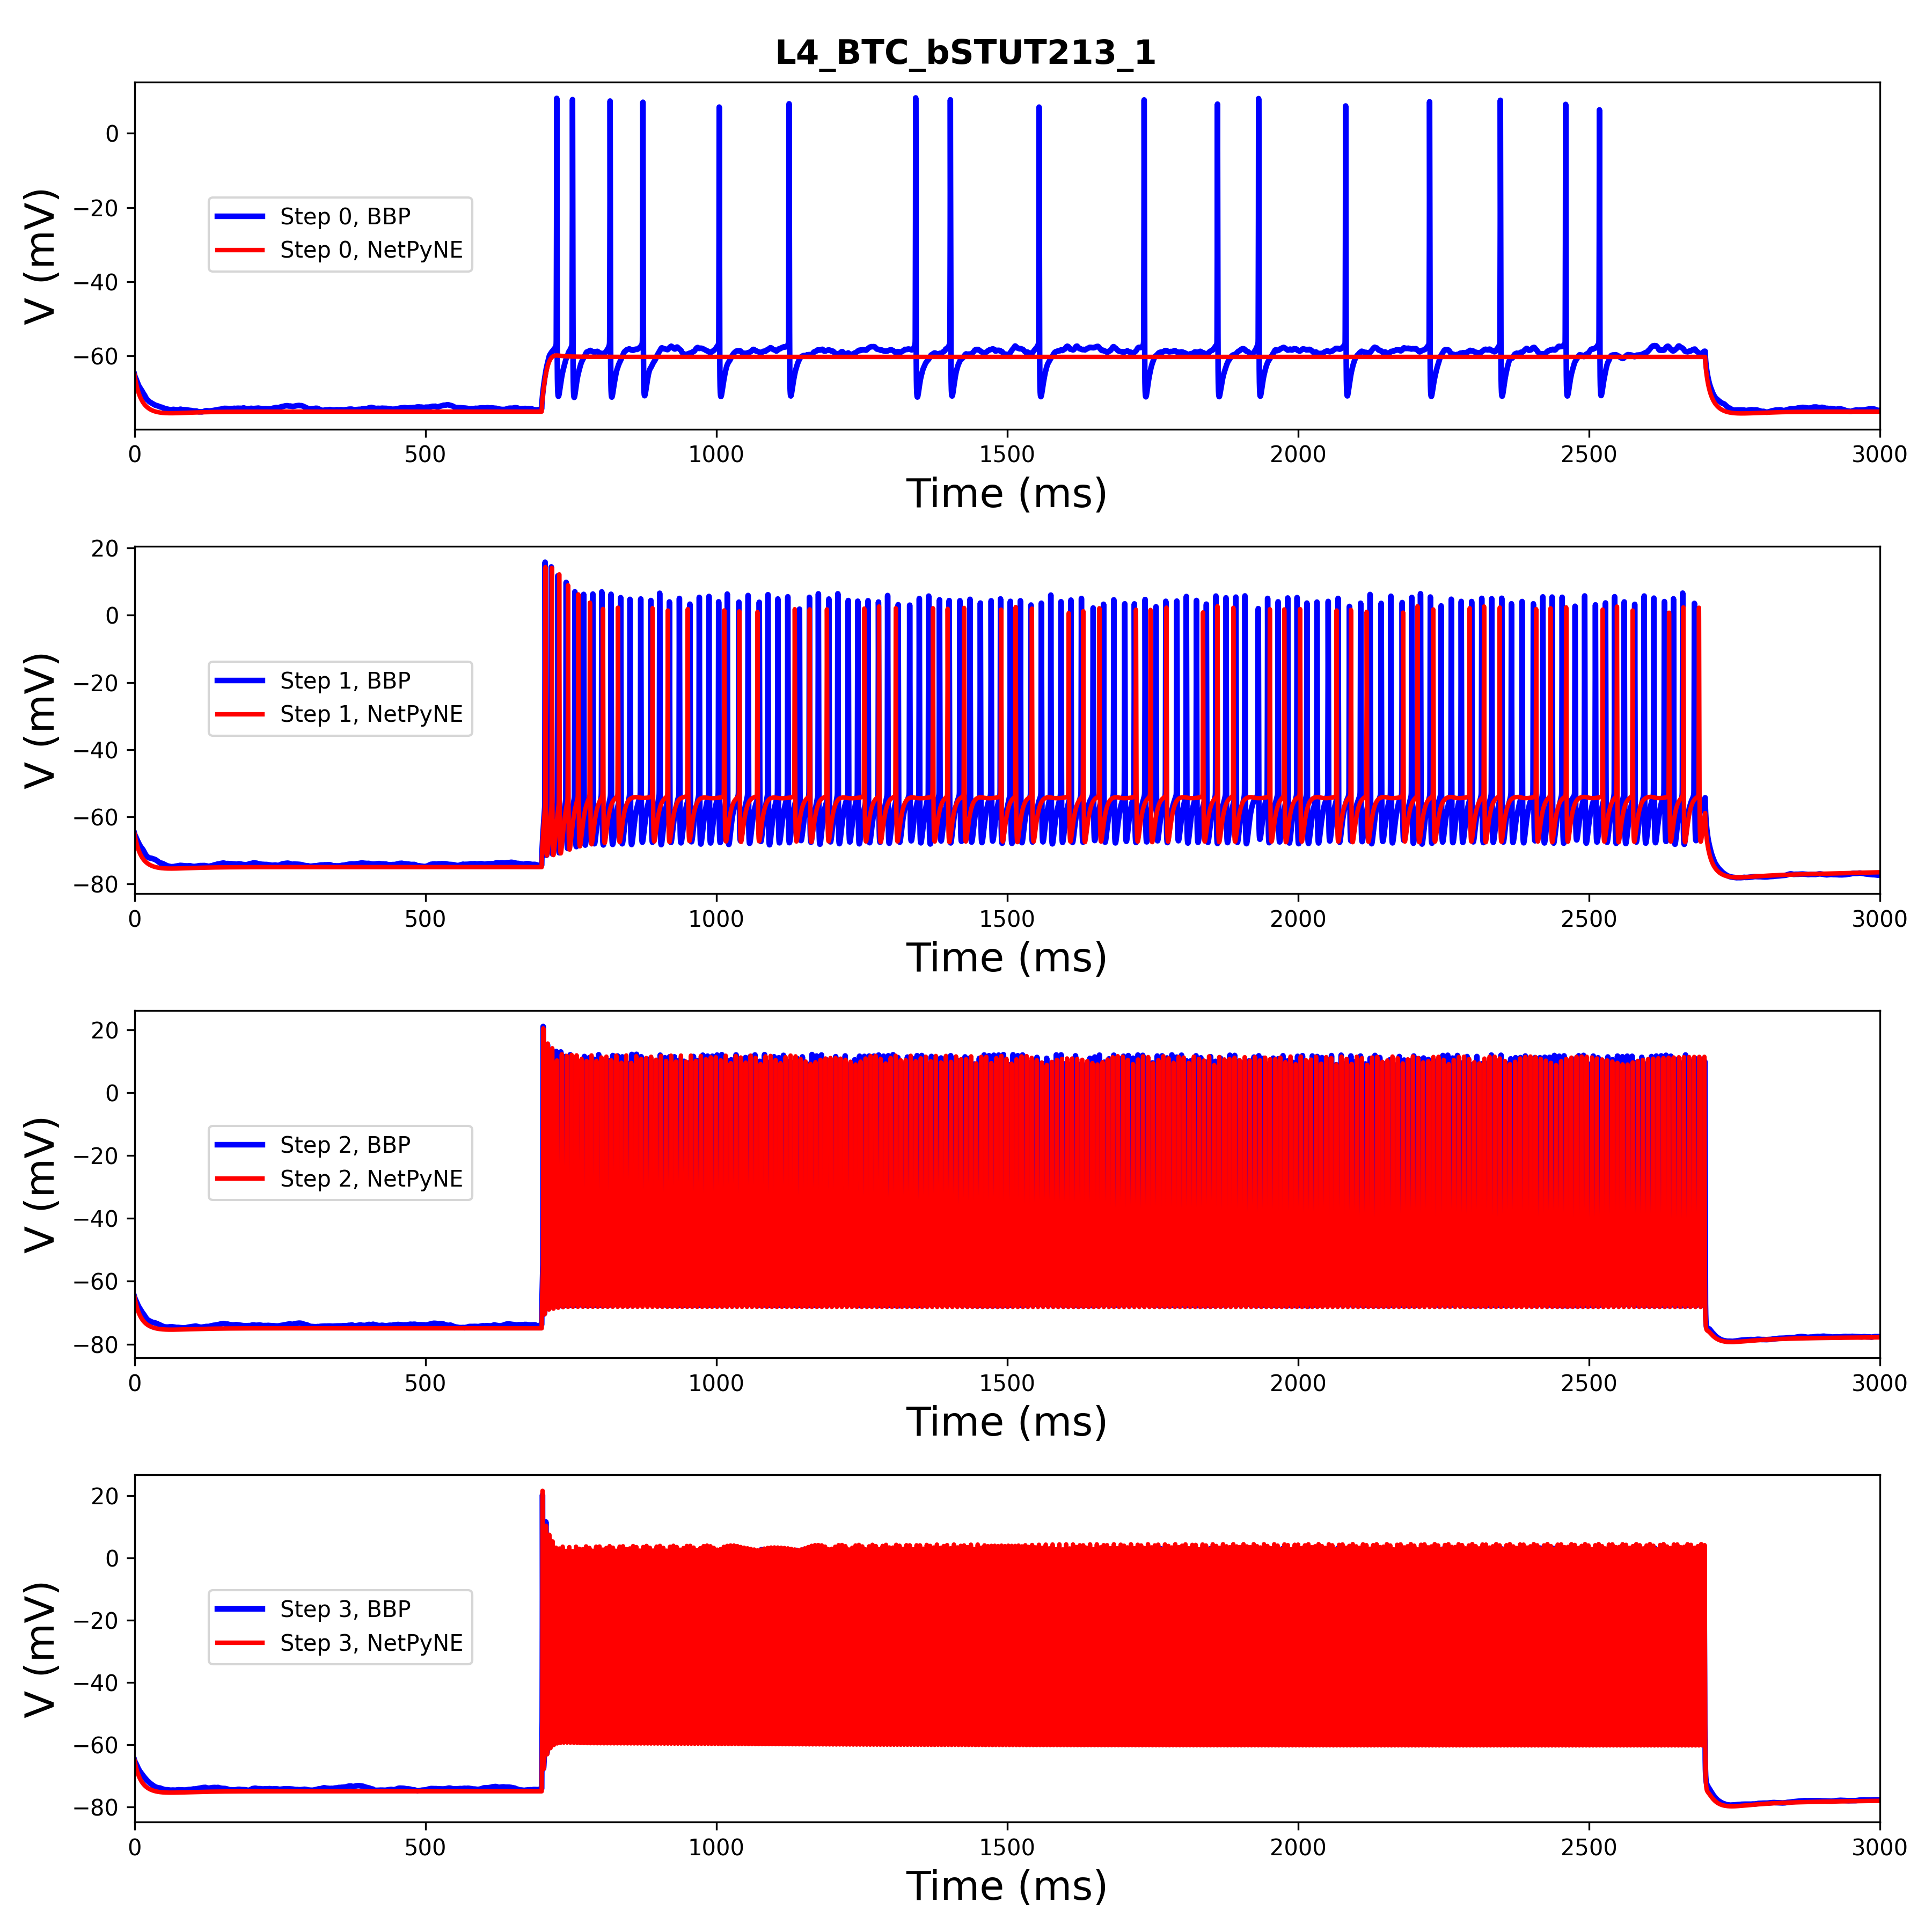 L4_BTC_bSTUT213_1
0
−20
−40
−60
V (mV)
Step 0, BBP
Step 0, NetPyNE
0 500 1000 1500 2000 2500 3000
Time (ms)
20
0
−20
−40
−60
−80
V (mV)
Step 1, BBP
Step 1, NetPyNE
0 500 1000 1500 2000 2500 3000
Time (ms)
20
0
−20
−40
−60
−80
V (mV)
Step 2, BBP
Step 2, NetPyNE
0 500 1000 1500 2000 2500 3000
Time (ms)
20
0
−20
−40
−60
−80
V (mV)
Step 3, BBP
Step 3, NetPyNE
0 500 1000 1500 2000 2500 3000
Time (ms)